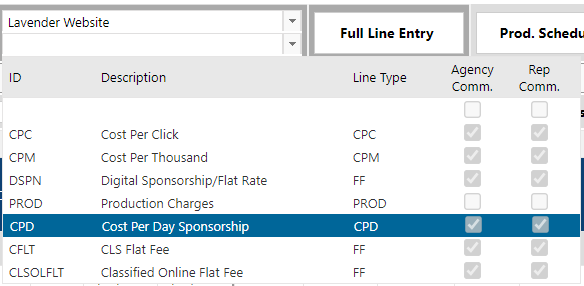 Lavender Website
Full Line Entry
Prod. Schedu
ID Description Line Type Agency Comm. Rep Comm.
CPC Cost Per Click CPC
CPM Cost Per Thousand CPM
DSPN Digital Sponsorship/Flat Rate FF
PROD Production Charges PROD
CPD Cost Per Day Sponsorship CPD
CFLT CLS Flat Fee FF
CLSOLFLT Classified Online Flat Fee FF